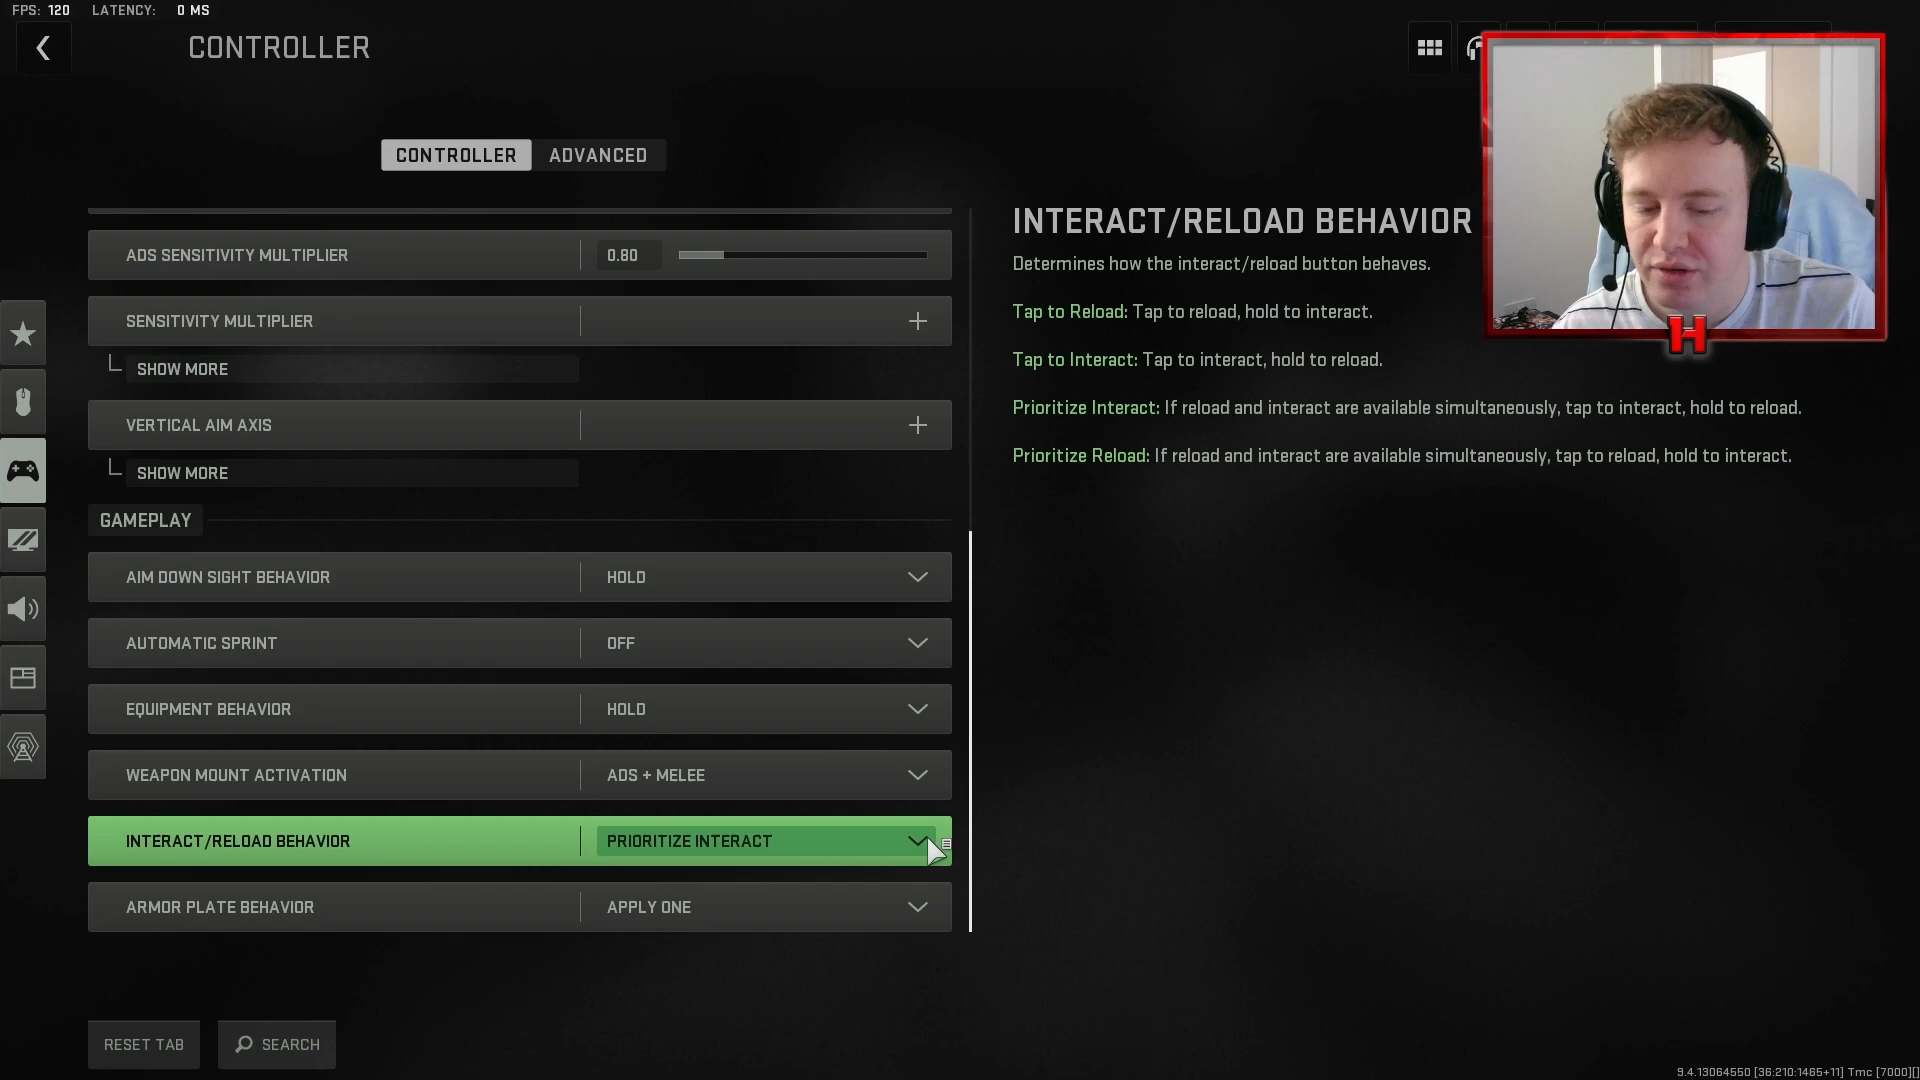 FPS: 120 LATENCY: 0 MS
CONTROLLER
CONTROLLER ADVANCED
ADS SENSITIVITY MULTIPLIER 0.80
SENSITIVITY MULTIPLIER
SHOW MORE
VERTICAL AIM AXIS
SHOW MORE
GAMEPLAY
AIM DOWN SIGHT BEHAVIOR HOLD
AUTOMATIC SPRINT OFF
EQUIPMENT BEHAVIOR HOLD
WEAPON MOUNT ACTIVATION ADS + MELEE
INTERACT/RELOAD BEHAVIOR PRIORITIZE INTERACT
ARMOR PLATE BEHAVIOR APPLY ONE
RESET TAB SEARCH
INTERACT/RELOAD BEHAVIOR
Determines how the interact/reload button behaves.
Tap to Reload: Tap to reload, hold to interact.
Tap to Interact: Tap to interact, hold to reload.
Prioritize Interact: If reload and interact are available simultaneously, tap to interact, hold to reload.
Prioritize Reload: If reload and interact are available simultaneously, tap to reload, hold to interact.
H
9.4.13064550 [36:210:1465+11] Tmc [7000][]